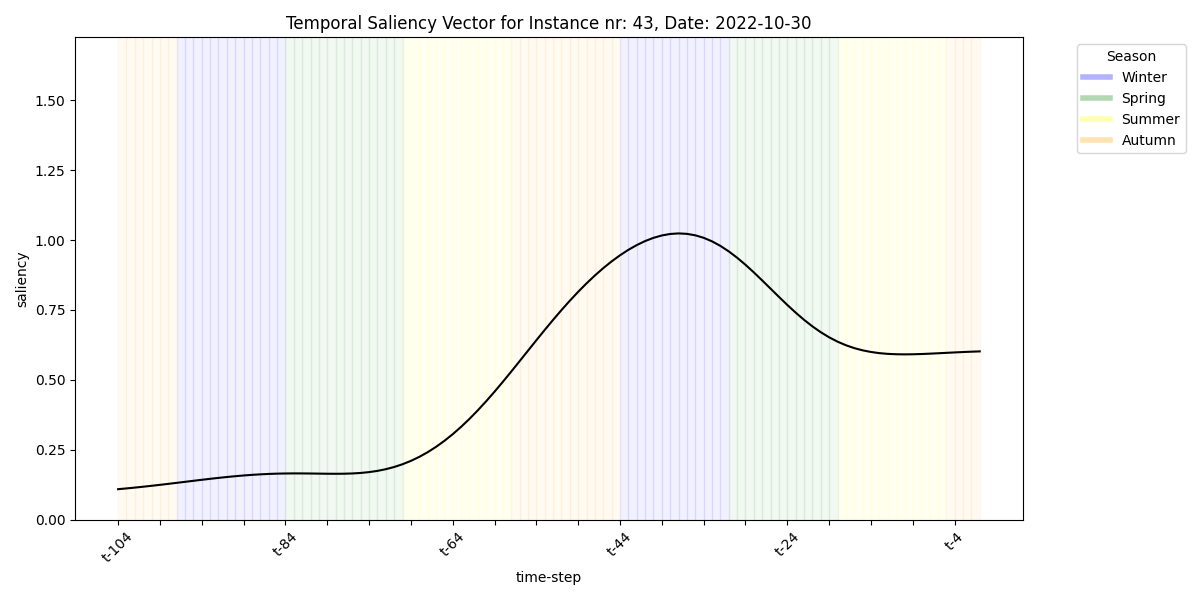 Temporal Saliency Vector for Instance nr: 43, Date: 2022-10-30
Season
Winter
Spring
Summer
Autumn
1.50
1.25
1.00
0.75
0.50
0.25
0.00
saliency
t-104
t-84
t-64
t-44
t-24
t-4
time-step